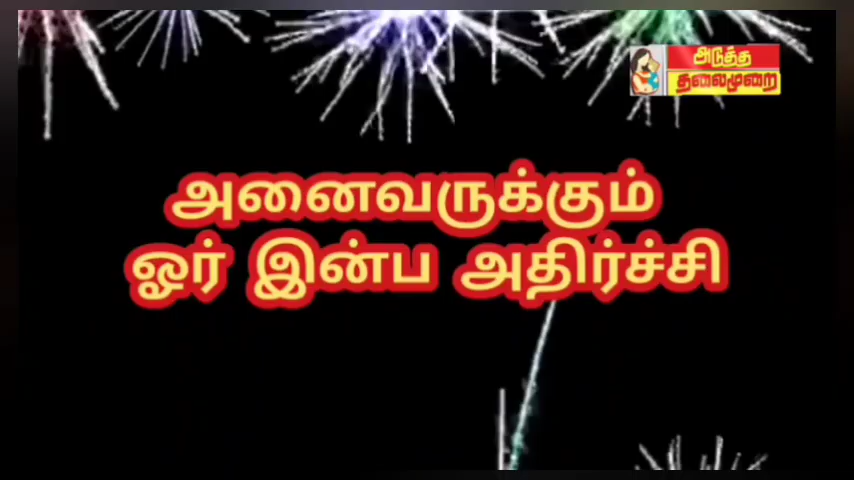 அடுத்த
தலைமுறை
அனைவருக்கும்
ஓர் இன்ப அதிர்ச்சி